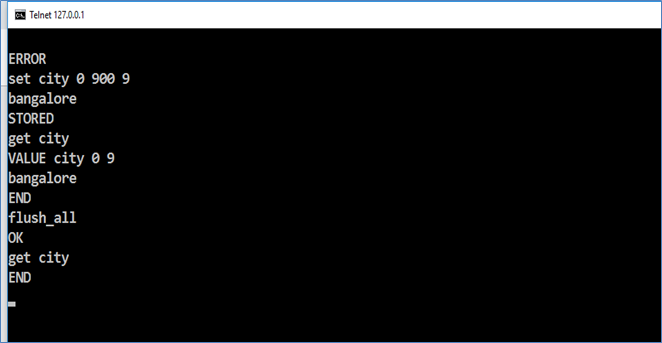 Telnet 127.0.0.1
ERROR
set city 0 900 9
bangalore
STORED
get city
VALUE city 0 9
bangalore
END
flush_all
OK
get city
END